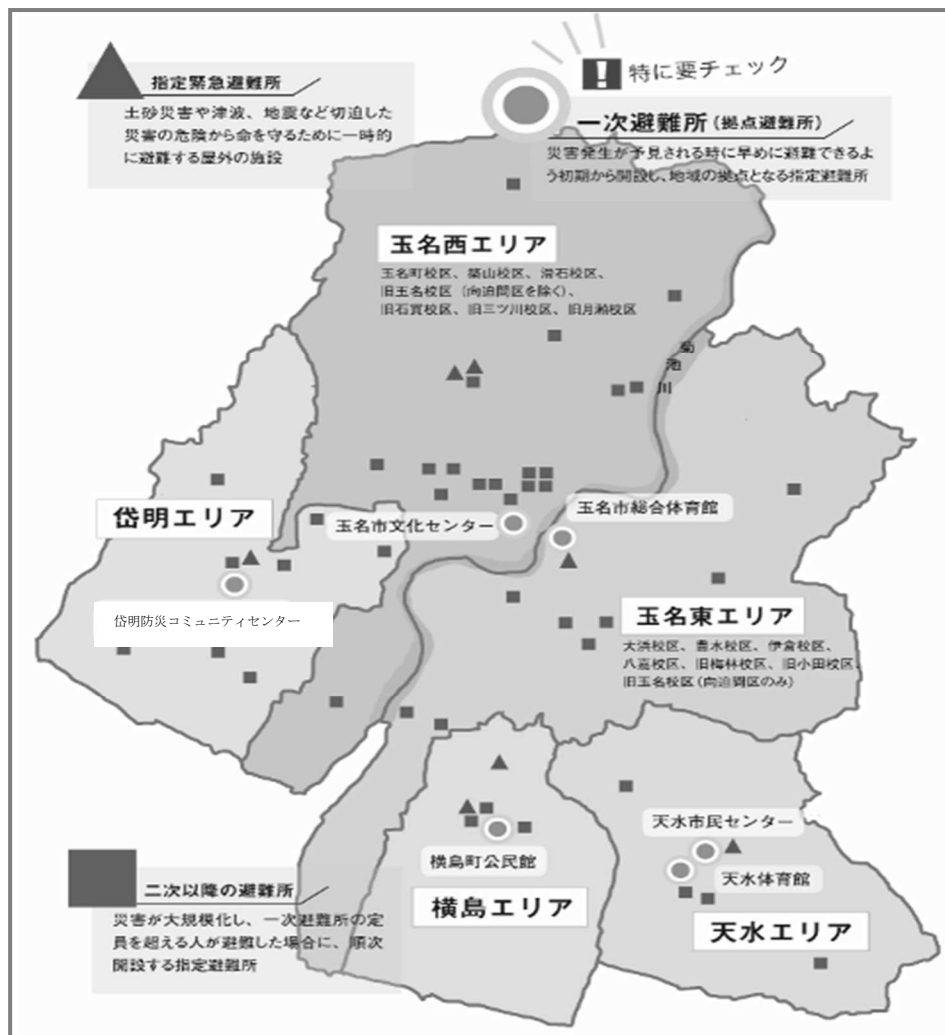 指定緊急避難所
土砂災害や津波、地震など切迫した
災害の危険から命を守るために一時的
に避難する屋外の施設
!
特に要チェック
一次避難所(拠点避難所)
災害発生が予見される時に早めに避難できるよ
う初期から開設し、地域の拠点となる指定避難所
玉名西エリア
玉名町校区、築山校区、滑石校区、
旧玉名校区(向迫間区を除く)、
旧石貫校区、旧三ツ川校区、旧月瀬校区
菊
池
川
岱明エリア
玉名市文化センター
玉名市総合体育館
岱明防災コミュニティセンター
玉名東エリア
大浜校区、豊水校区、伊倉校区、
八嘉校区、旧梅林校区、旧小田校区、
旧玉名校区(向迫間区のみ)
天水市民センター
横島町公民館
天水体育館
横島エリア
天水エリア
二次以降の避難所
災害が大規模化し、一次避難所の定
員を超える人が避難した場合に、順次
開設する指定避難所